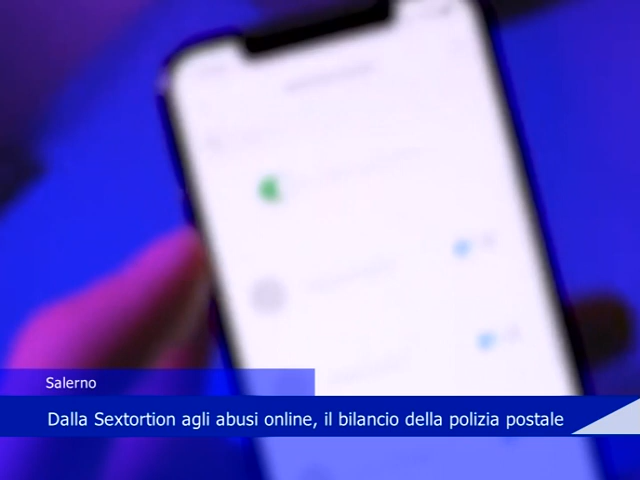 Salerno
Dalla Sextortion agli abusi online, il bilancio della polizia postale